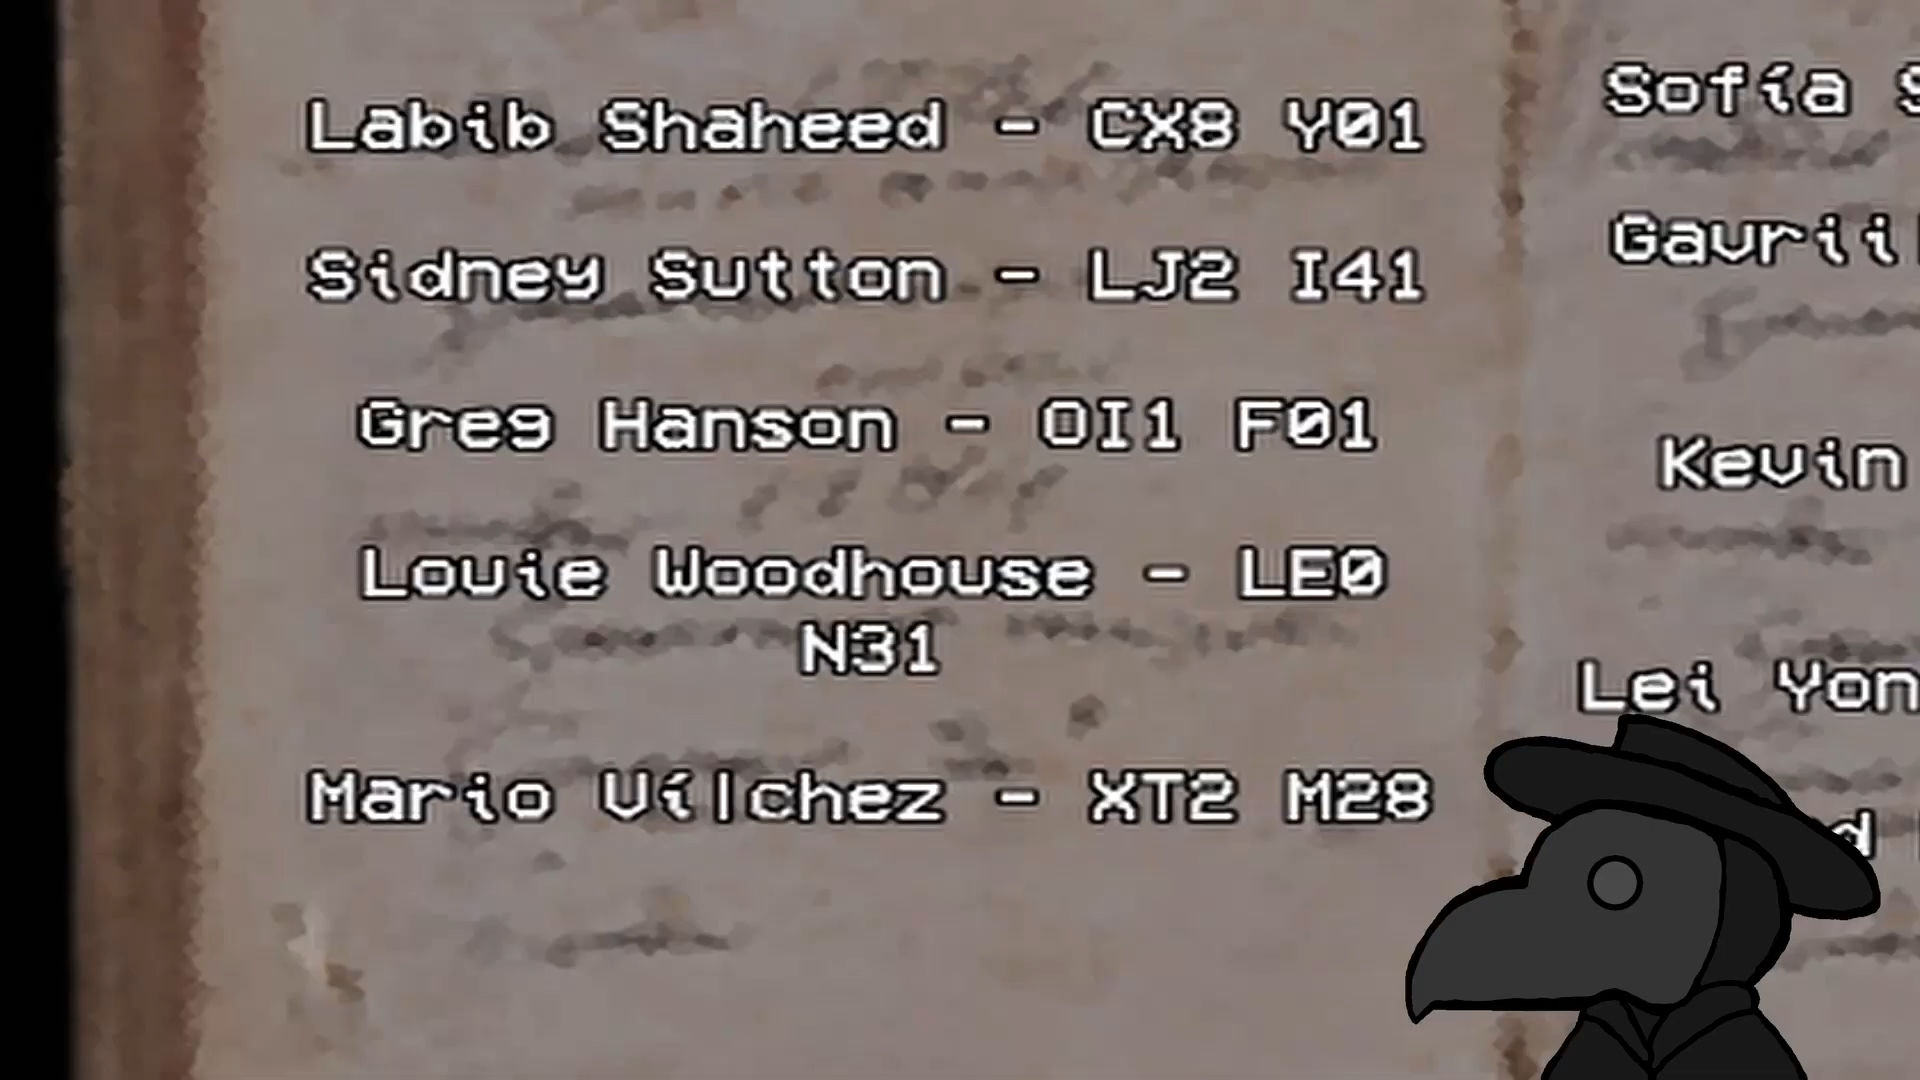 Labib Shaheed - CX8 Y01
Sidney Sutton - LJ2 I41
Greg Hanson - OI1 F01
Louie Woodhouse - LE0
N31
Mario Vílchez - XT2 M28
Sofía
Kevin
Lei